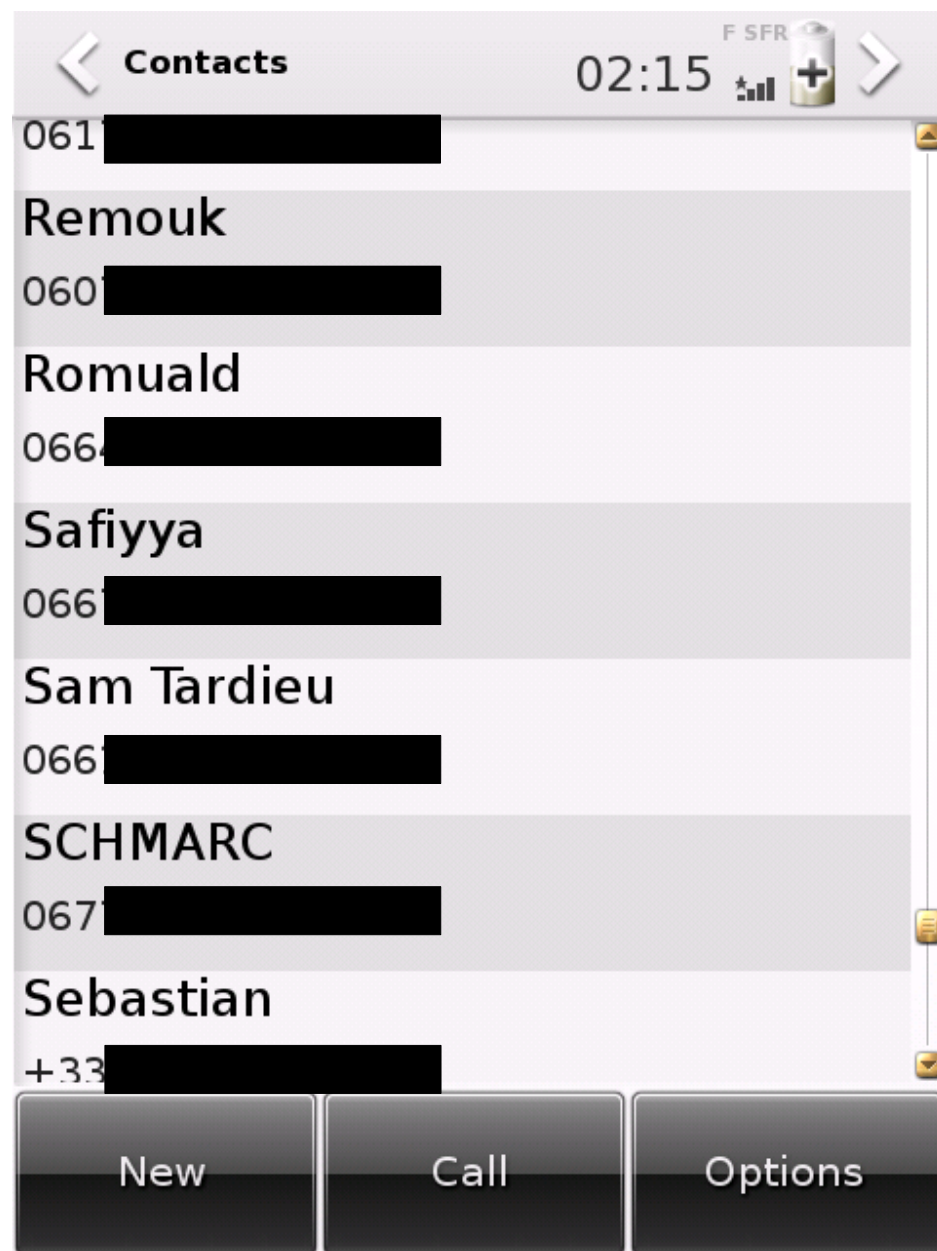 F SFR
Contacts
02:15
061
Remouk
060
Romuald
066
Safiyya
066
Sam Tardieu
066
SCHMARC
067
Sebastian
+33
New
Call
Options